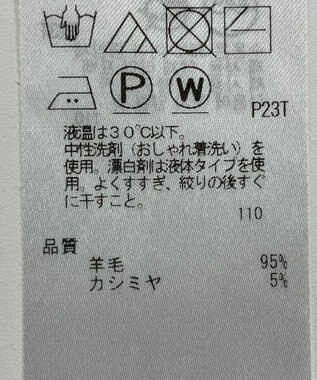 P W
P23T
液温は30℃以下。
中性洗剤（おしゃれ着洗い）を
使用。漂白剤は液体タイプを使
用。よくすすぎ、絞りの後すぐ
に干すこと。
110
品質
羊毛 95%
カシミヤ 5%